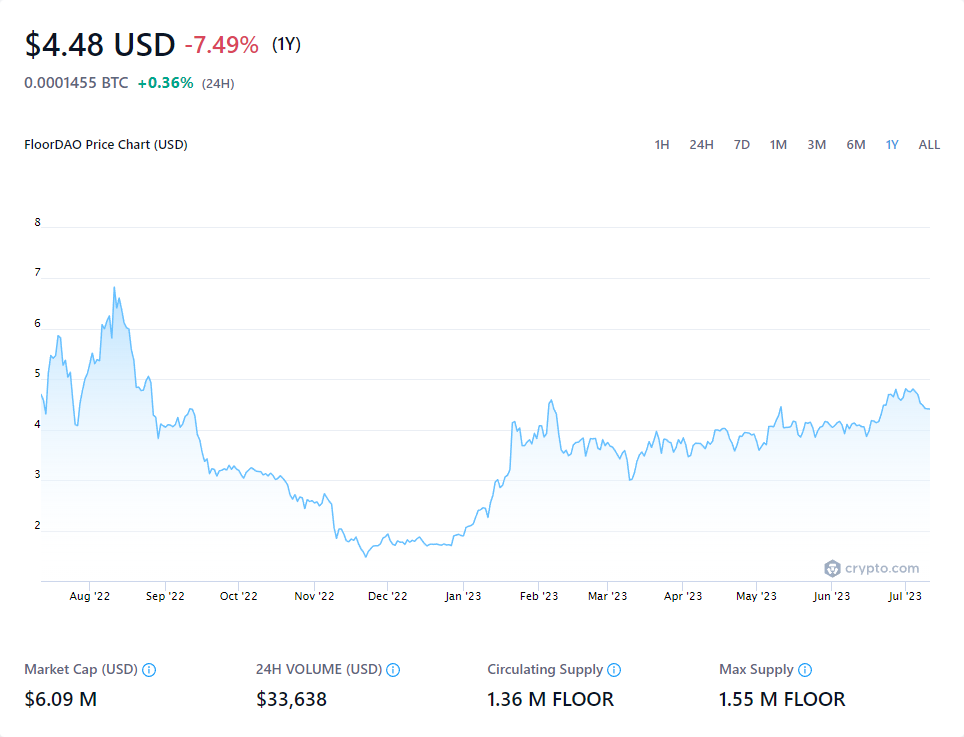 $4.48 USD -7.49% (1Y)
0.0001455 BTC +0.36% (24H)
FloorDAO Price Chart (USD) 1H 24H 7D 1M 3M 6M 1Y ALL
8
7
6
5
4
3
2
crypto.com
Aug '22 Sep '22 Oct '22 Nov '22 Dec '22 Jan '23 Feb '23 Mar '23 Apr '23 May '23 Jun '23 Jul '23
Market Cap (USD) 24H VOLUME (USD) Circulating Supply Max Supply
$6.09 M $33,638 1.36 M FLOOR 1.55 M FLOOR